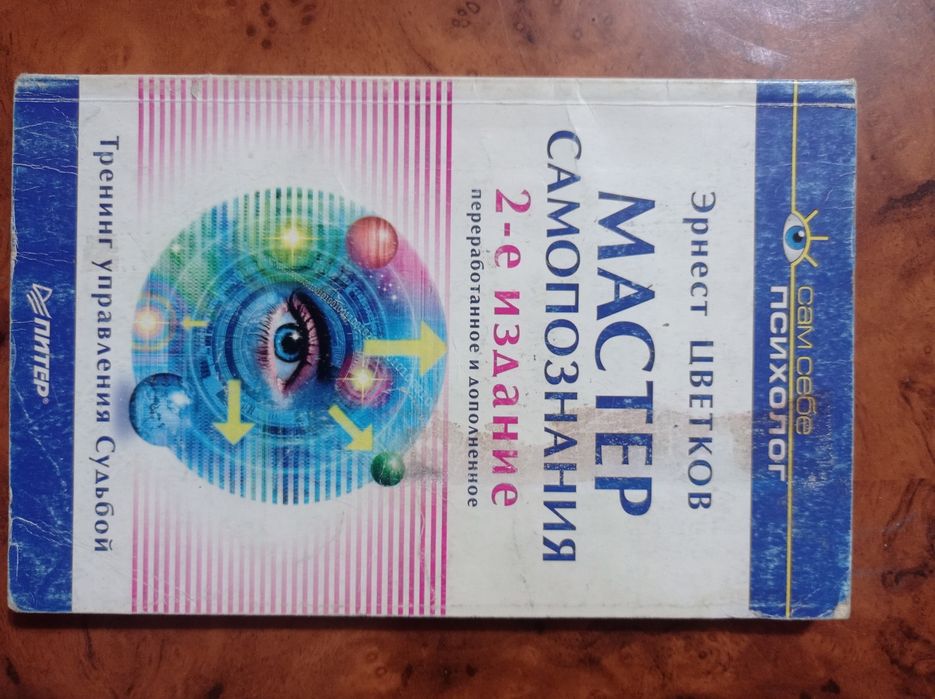 сам себе
ПСИХОЛОГ
Эрнест ЦВЕТКОВ
МАСТЕР
САМОПОЗНАНИЯ
2-е издание
переработанное и дополненное
Тренинг управления Судьбой
ПИТЕР®